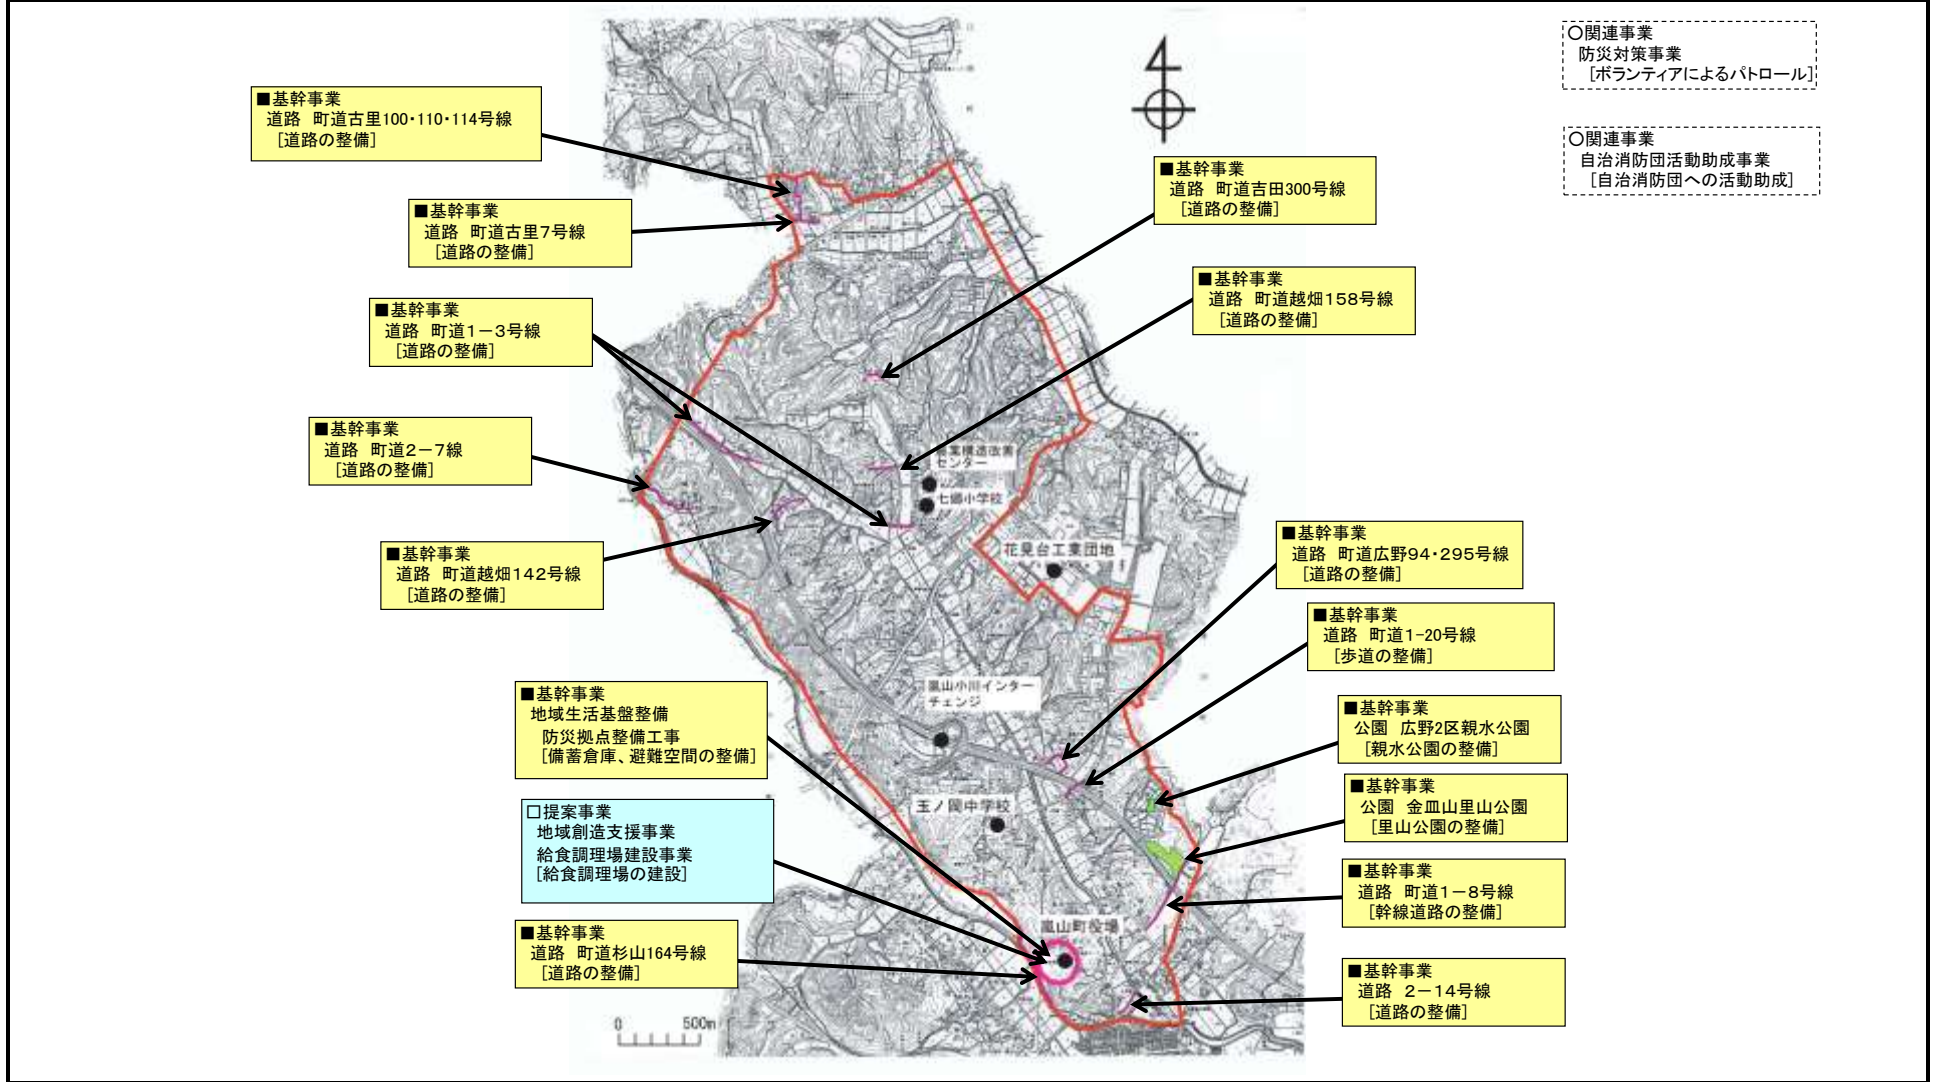 ○関連事業
防災対策事業
[ボランティアによるパトロール]
○関連事業
自治消防団活動助成事業
[自治消防団への活動助成]
■基幹事業
道路 町道古里100・110・114号線
[道路の整備]
■基幹事業
道路 町道古里7号線
[道路の整備]
■基幹事業
道路 町道1－3号線
[道路の整備]
■基幹事業
道路 町道2－7線
[道路の整備]
■基幹事業
道路 町道越畑142号線
[道路の整備]
■基幹事業
地域生活基盤整備
防災拠点整備工事
[備蓄倉庫、避難空間の整備]
□提案事業
地域創造支援事業
給食調理場建設事業
[給食調理場の建設]
■基幹事業
道路 町道杉山164号線
[道路の整備]
■基幹事業
道路 町道吉田300号線
[道路の整備]
■基幹事業
道路 町道越畑158号線
[道路の整備]
■基幹事業
道路 町道広野94・295号線
[道路の整備]
■基幹事業
道路 町道1-20号線
[歩道の整備]
■基幹事業
公園 広野2区親水公園
[親水公園の整備]
■基幹事業
公園 金皿山里山公園
[里山公園の整備]
■基幹事業
道路 町道1－8号線
[幹線道路の整備]
■基幹事業
道路 2－14号線
[道路の整備]
農業構造改善
センター
七郷小学校
花見台工業団地
嵐山小川インター
チェンジ
玉ノ岡中学校
嵐山町役場
0 500m